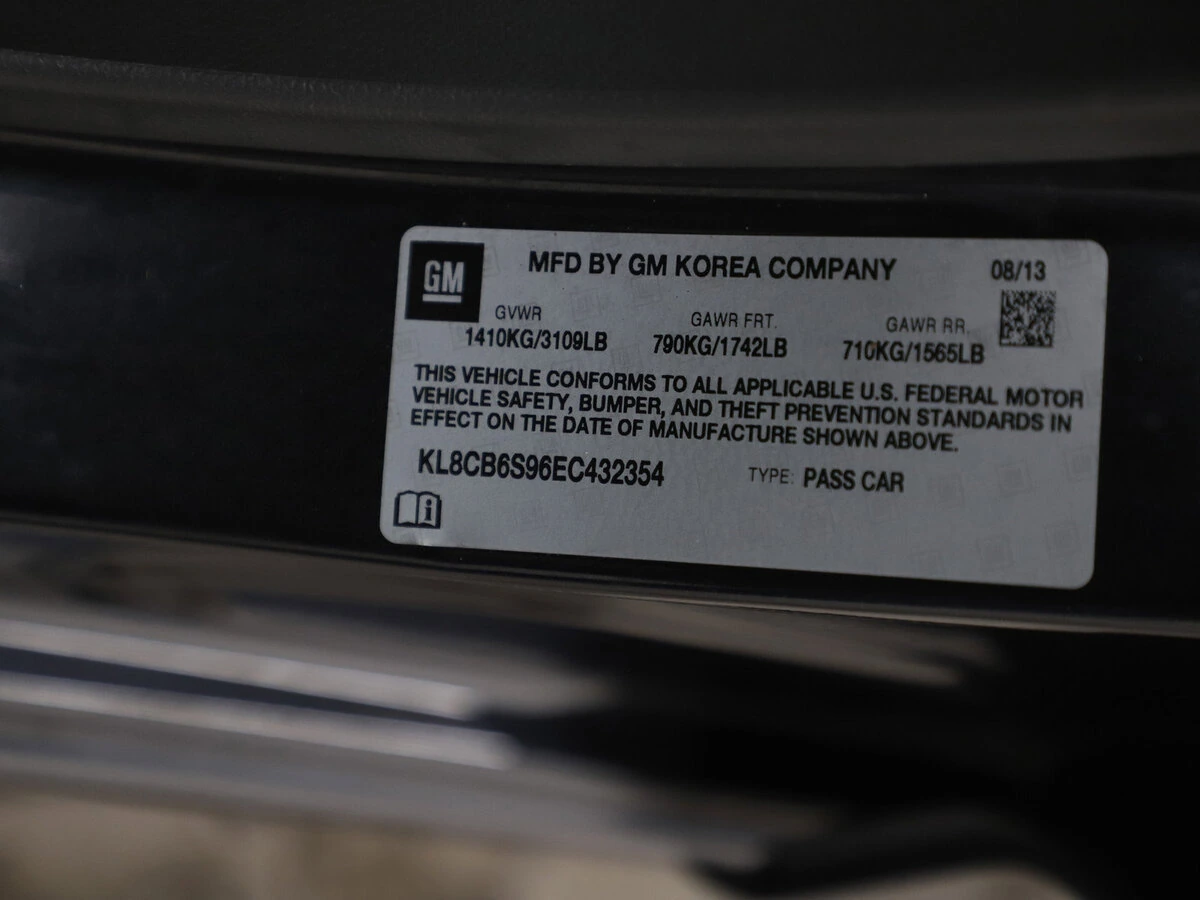 GM
MFD BY GM KOREA COMPANY
08/13
GVWR
GAWR FRT.
GAWR RR.
1410KG/3109LB
790KG/1742LB
710KG/1565LB
THIS VEHICLE CONFORMS TO ALL APPLICABLE U.S. FEDERAL MOTOR
VEHICLE SAFETY, BUMPER, AND THEFT PREVENTION STANDARDS IN
EFFECT ON THE DATE OF MANUFACTURE SHOWN ABOVE.
KL8CB6S96EC432354
TYPE: PASS CAR
i